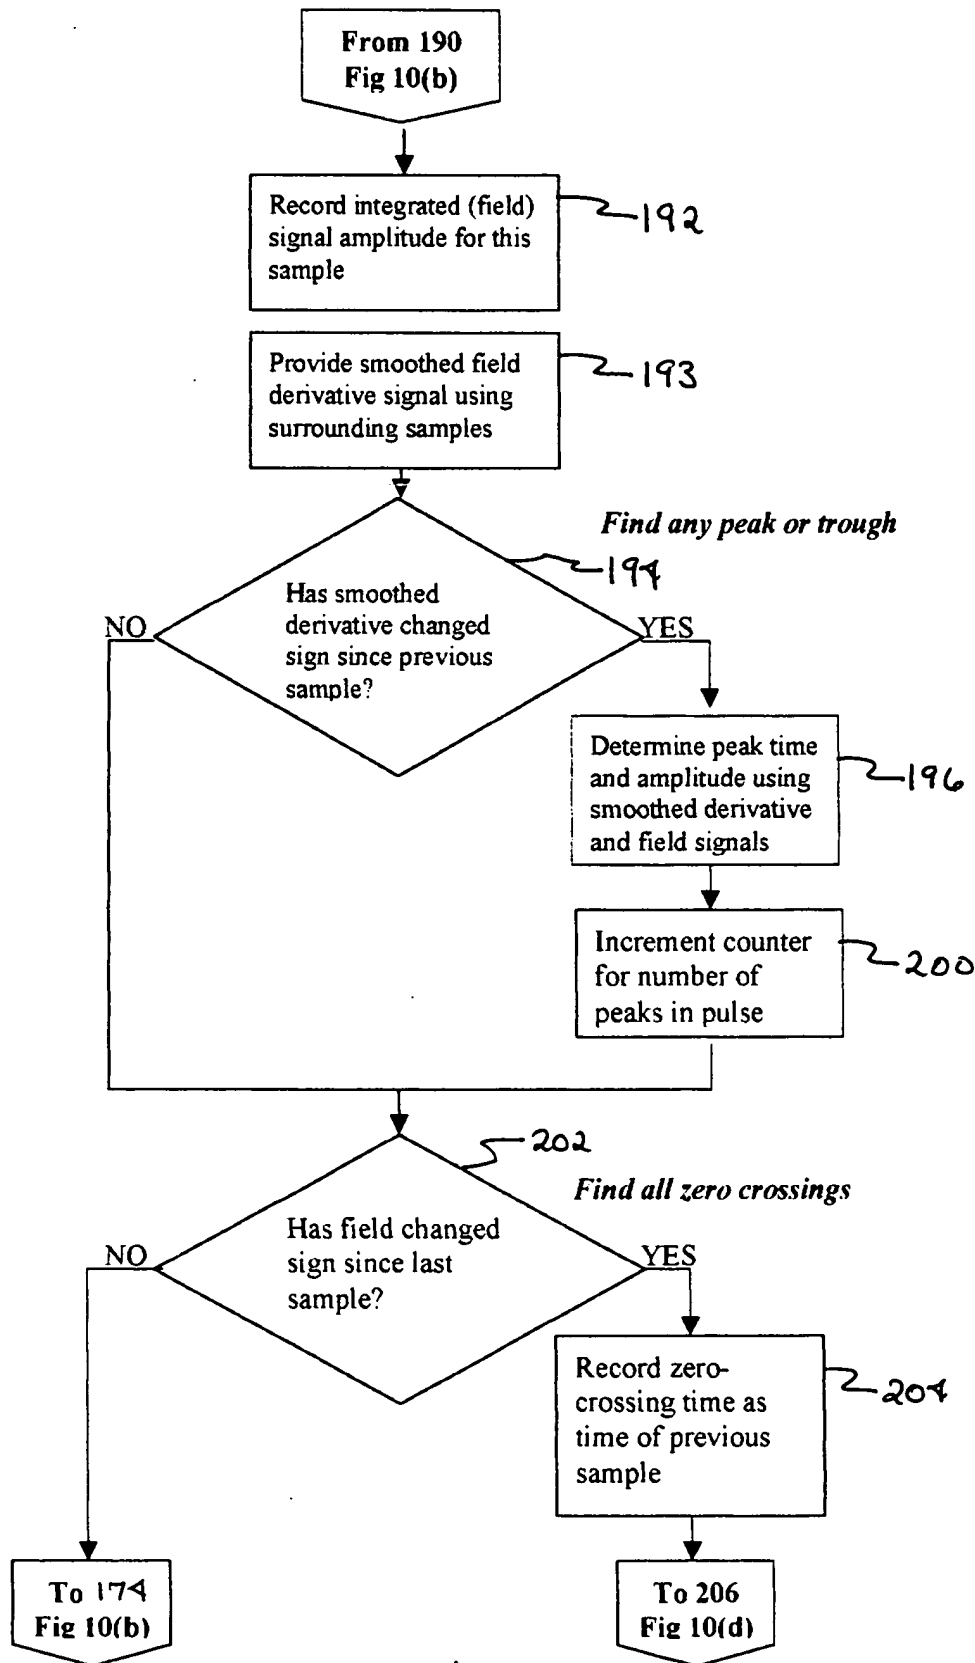 From 190
Fig 10(b)
Record integrated (field)
signal amplitude for this
sample
192
Provide smoothed field
derivative signal using
surrounding samples
193
Find any peak or trough
194
Has smoothed
derivative changed
sign since previous
sample?
NO
YES
Determine peak time
and amplitude using
smoothed derivative
and field signals
196
Increment counter
for number of
peaks in pulse
200
202
Find all zero crossings
Has field changed
sign since last
sample?
NO
YES
Record zero-
crossing time as
time of previous
sample
204
To 174
Fig 10(b)
To 206
Fig 10(d)